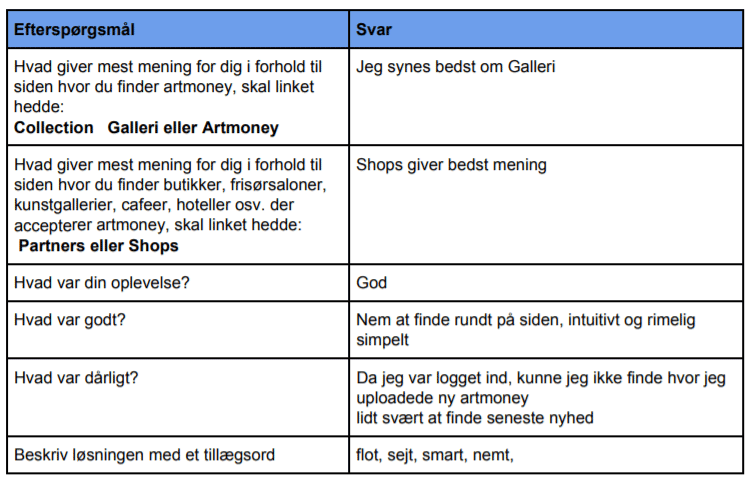 Efterspørgsmål
Svar
Hvad giver mest mening for dig i forhold til
siden hvor du finder artmoney, skal linket
hedde:
Collection   Galleri eller Artmoney
Jeg synes bedst om Galleri
Hvad giver mest mening for dig i forhold til
siden hvor du finder butikker, frisørsaloner,
kunstgallerier, cafeer, hoteller osv. der
accepterer artmoney, skal linket hedde:
Partners eller Shops
Shops giver bedst mening
Hvad var din oplevelse?
God
Hvad var godt?
Nem at finde rundt på siden, intuitivt og rimelig
simpelt
Hvad var dårligt?
Da jeg var logget ind, kunne jeg ikke finde hvor jeg
uploadede ny artmoney
lidt svært at finde seneste nyhed
Beskriv løsningen med et tillægsord
flot, sejt, smart, nemt,